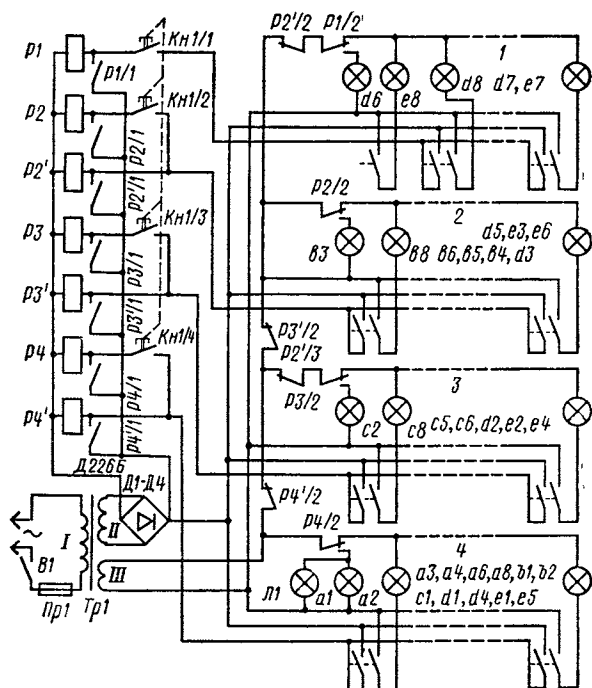 P1
Кн1/1
P1/1
P2
Кн1/2
P2/1
P2'
P2'/1
P3
Кн1/3
P3/1
P3'
P3'/1
P4
Кн1/4
P4/1
P4'
P4'/1
Д226Б
Д1-Д4
I
II
III
~
В1
Пр1
Тр1
P2'/2
P1/2'
1
d6
e8
d8 d7, e7
P2/2
2
d5, e3, e6
в3
в8 в6, в5, в4, d3
P3'/2
P2'/3
3
P3/2
c2
c8 c5, c6, d2, e2, e4
P4'/2
P4/2
4
Л1
a1
a2
a3, a4, a6, a8, b1, b2
c1, d1, d4, e1, e5